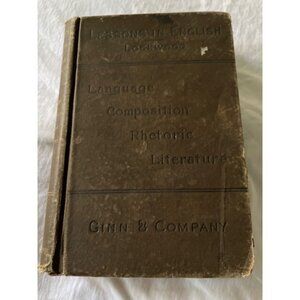 Lessons in English
Lockwood
Language
Composition
Rhetoric
Literature
Ginn & Company